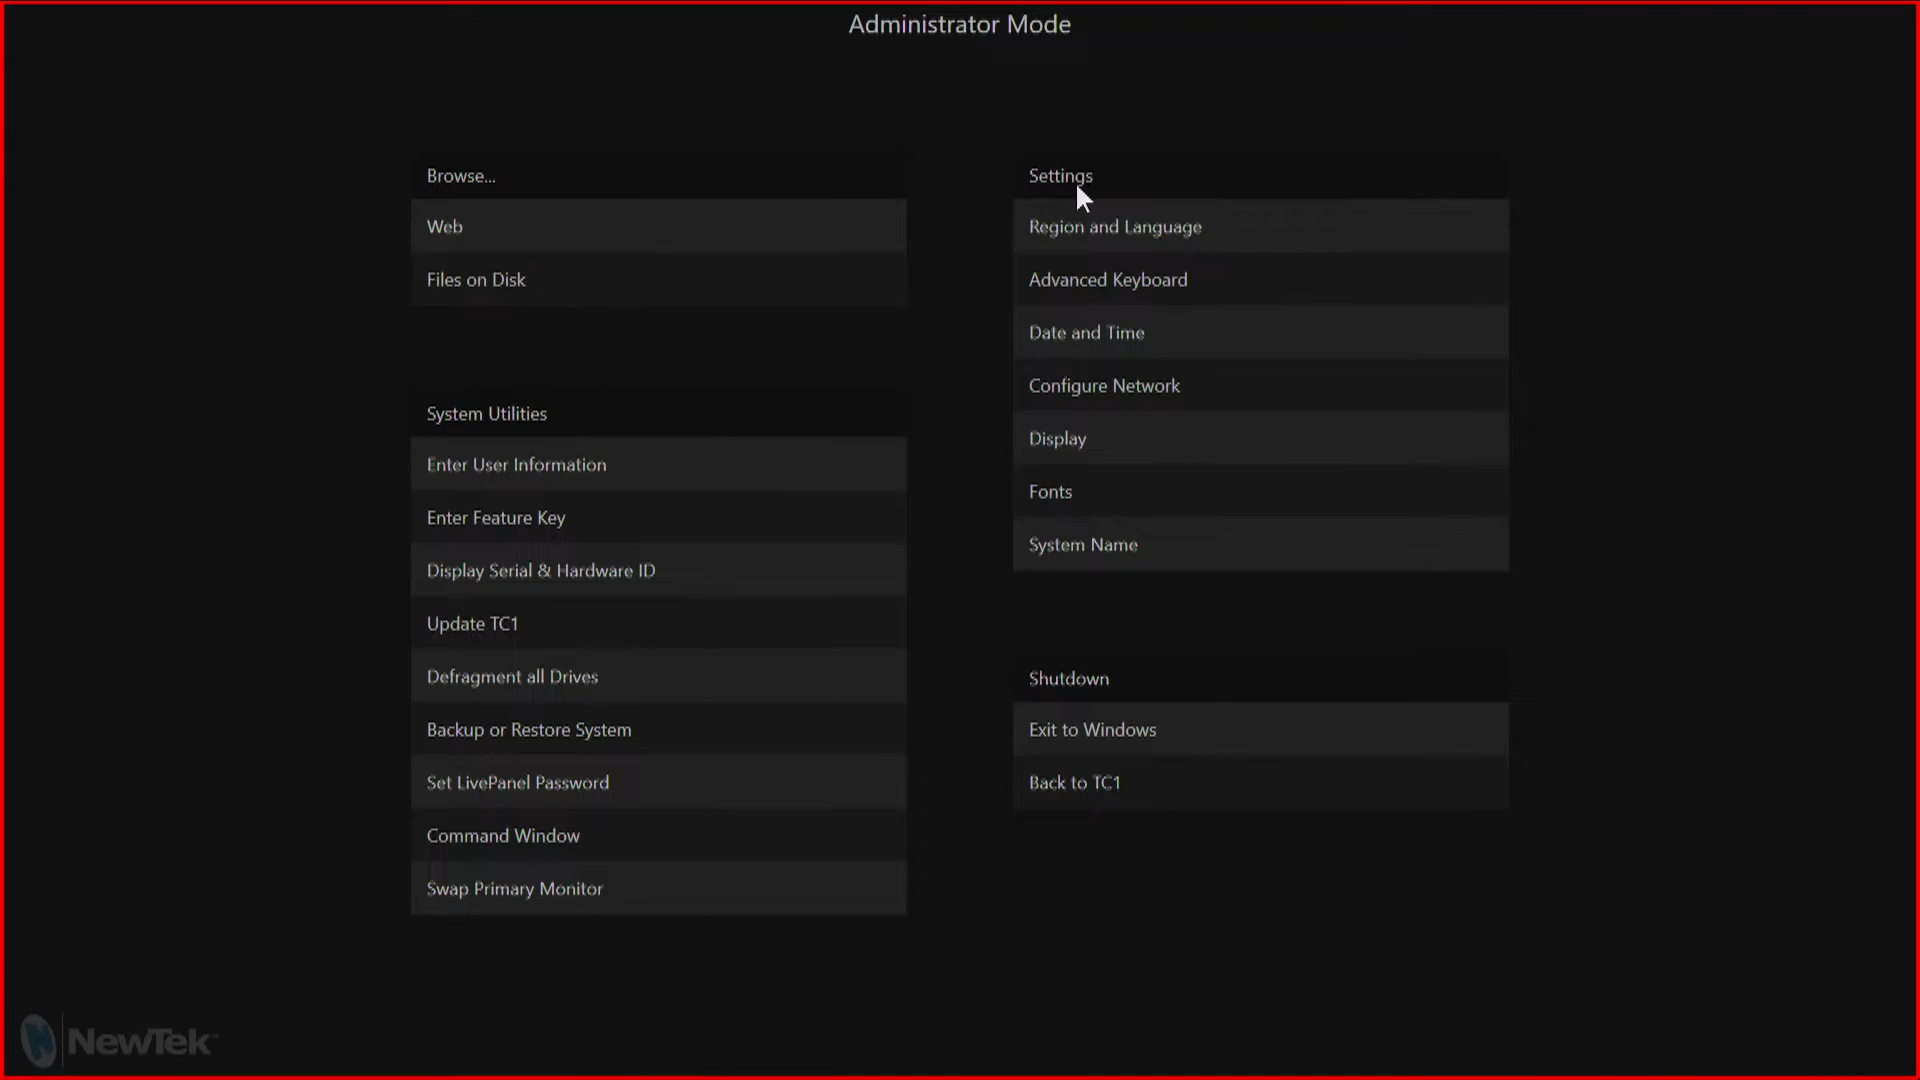 Administrator Mode
Browse...
Web
Files on Disk
System Utilities
Enter User Information
Enter Feature Key
Display Serial & Hardware ID
Update TC1
Defragment all Drives
Backup or Restore System
Set LivePanel Password
Command Window
Swap Primary Monitor
Settings
Region and Language
Advanced Keyboard
Date and Time
Configure Network
Display
Fonts
System Name
Shutdown
Exit to Windows
Back to TC1
NewTek™